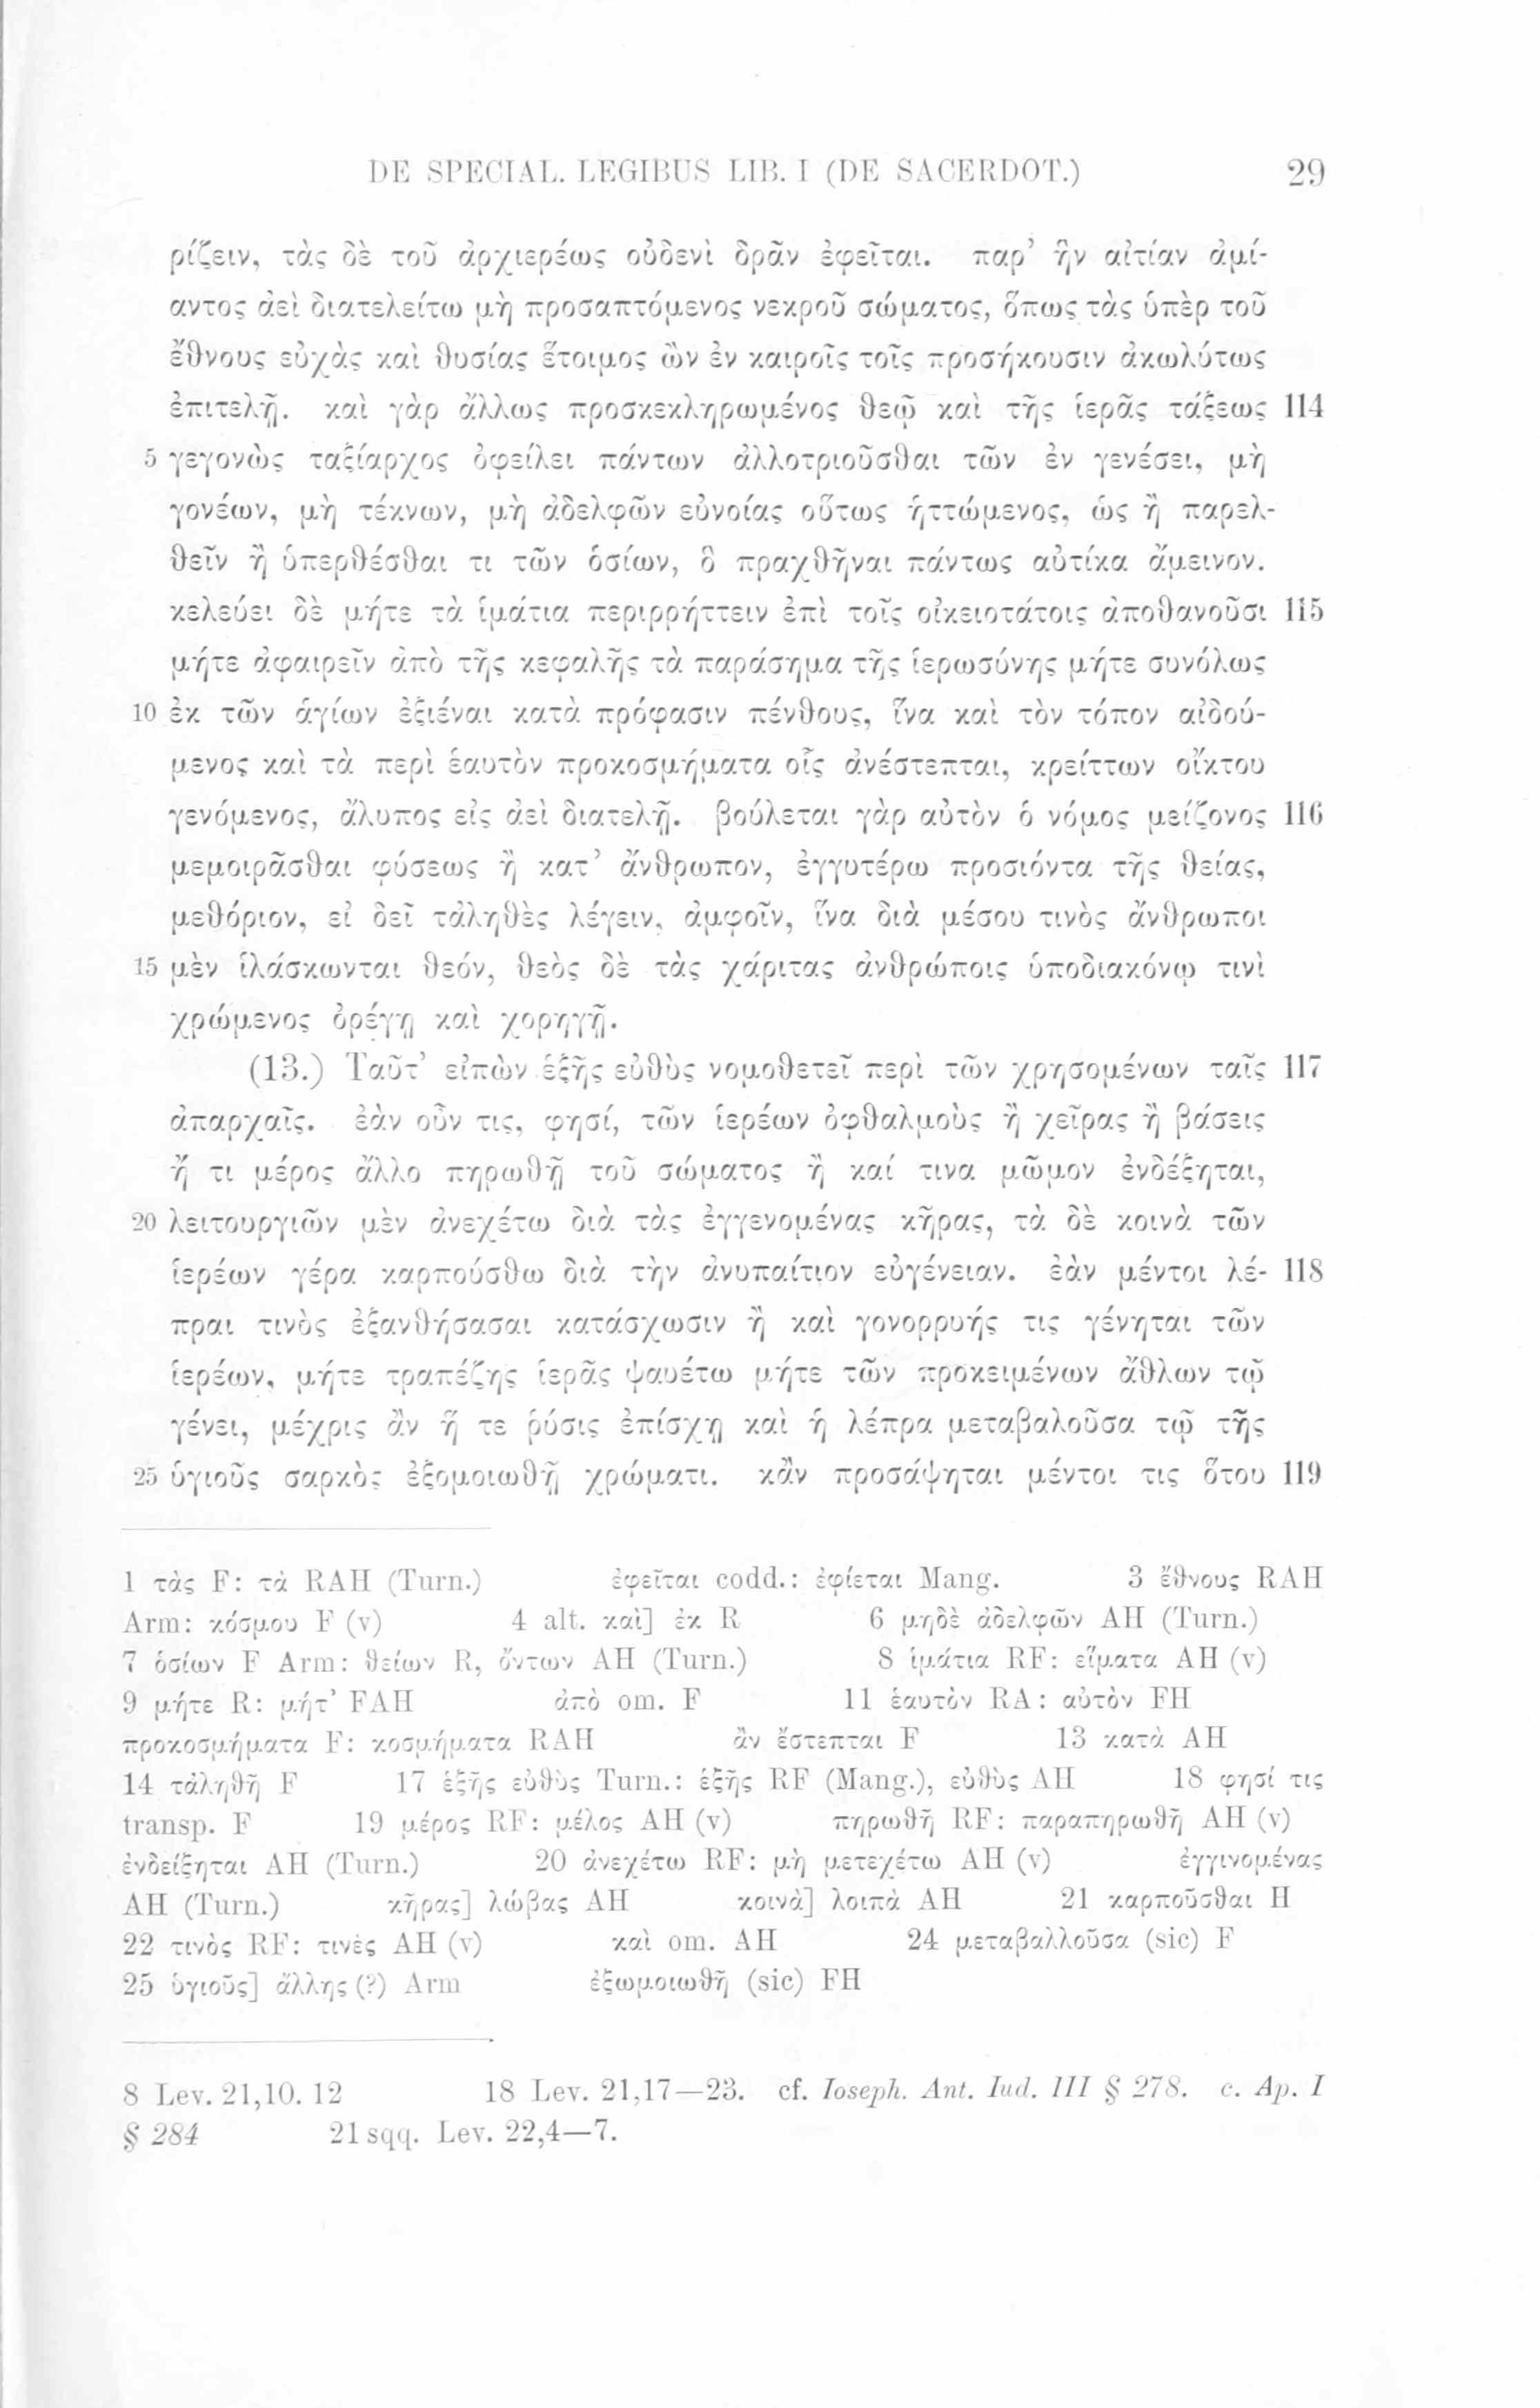 DE SPECIAL. LEGIBUS LIB. I (DE SACERDOT.) 29
ρίζειν, τὰς δὲ τοῦ ἀρχιερέως οὐδενὶ δρᾶν ἐφεῖται. παρ’ ἣν αἰτίαν ἀμί-
αντος ἀεὶ διατελείτω μὴ προσαπτόμενος νεκροῦ σώματος, ὅπως τὰς ὑπὲρ τοῦ
ἔθνους εὐχὰς καὶ θυσίας ἕτοιμος ὢν ἐν καιροῖς τοῖς προσήκουσιν ἀκωλύτως
ἐπιτελῇ. καὶ γὰρ ἄλλως προσκεκληρωμένος θεῷ καὶ τῆς ἱερᾶς τάξεως 114
5 γεγονὼς ταξίαρχος ὀφείλει πάντων ἀλλοτριοῦσθαι τῶν ἐν γενέσει, μὴ
γονέων, μὴ τέκνων, μὴ ἀδελφῶν εὐνοίας οὕτως ἡττώμενος, ὡς ἢ παρελ-
θεῖν ἢ ὑπερθέσθαι τι τῶν ὁσίων, ὃ πραχθῆναι πάντως αὐτίκα ἄμεινον.
κελεύει δὲ μήτε τὰ ἱμάτια περιρρήττειν ἐπὶ τοῖς οἰκειοτάτοις ἀποθανοῦσι 115
μήτε ἀφαιρεῖν ἀπὸ τῆς κεφαλῆς τὰ παράσημα τῆς ἱερωσύνης μήτε συνόλως
10 ἐκ τῶν ἁγίων ἐξιέναι κατὰ πρόφασιν πένθους, ἵνα καὶ τὸν τόπον αἰδού-
μενος καὶ τὰ περὶ ἑαυτὸν προκοσμήματα οἷς ἀνέστεπται, κρείττων οἴκτου
γενόμενος, ἄλυπος εἰς ἀεὶ διατελῇ. βούλεται γὰρ αὐτὸν ὁ νόμος μείζονος 116
μεμοιρᾶσθαι φύσεως ἢ κατ’ ἄνθρωπον, ἐγγυτέρω προσιόντα τῆς θείας,
μεθόριον, εἰ δεῖ τἀληθὲς λέγειν, ἀμφοῖν, ἵνα διὰ μέσου τινὸς ἄνθρωποι
15 μὲν ἱλάσκωνται θεόν, θεὸς δὲ τὰς χάριτας ἀνθρώποις ὑποδιακόνῳ τινὶ
χρώμενος ὀρέγῃ καὶ χορηγῇ.
(13.) Ταῦτ’ εἰπὼν ἑξῆς εὐθὺς νομοθετεῖ περὶ τῶν χρησομένων ταῖς 117
ἀπαρχαῖς. ἐὰν οὖν τις, φησί, τῶν ἱερέων ὀφθαλμοὺς ἢ χεῖρας ἢ βάσεις
ἤ τι μέρος ἄλλο πηρωθῇ τοῦ σώματος ἢ καί τινα μῶμον ἐνδέξηται,
20 λειτουργιῶν μὲν ἀνεχέτω διὰ τὰς ἐγγενομένας κῆρας, τὰ δὲ κοινὰ τῶν
ἱερέων γέρα καρπούσθω διὰ τὴν ἀνυπαίτιον εὐγένειαν. ἐὰν μέντοι λέ- 118
πραι τινὸς ἐξανθήσασαι κατάσχωσιν ἢ καὶ γονορρυής τις γένηται τῶν
ἱερέων, μήτε τραπέζης ἱερᾶς ψαυέτω μήτε τῶν προκειμένων ἄθλων τῷ
γένει, μέχρις ἂν ἥ τε ῥύσις ἐπίσχῃ καὶ ἡ λέπρα μεταβαλοῦσα τῷ τῆς
25 ὑγιοῦς σαρκὸς ἐξομοιωθῇ χρώματι. κἂν προσάψηται μέντοι τις ὅτου 119
1 τὰς F: τὰ RAH (Turn.) ἐφεῖται codd.: ἐφίεται Mang. 3 ἔθνους RAH
Arm: κόσμου F (v) 4 alt. καὶ] ἐκ R 6 μηδὲ ἀδελφῶν AH (Turn.)
7 ὁσίων F Arm: θείων R, ὄντων AH (Turn.) 8 ἱμάτια RF: εἵματα AH (v)
9 μήτε R: μήτ’ FAH ἀπὸ om. F 11 ἑαυτὸν RA: αὑτὸν FH
προκοσμήματα F: κοσμήματα RAH ἂν ἔστεπται F 13 κατὰ AH
14 τἀληθῆ F 17 ἑξῆς εὐθὺς Turn.: ἑξῆς RF (Mang.), εὐθὺς AH 18 φησί τις
transp. F 19 μέρος RF: μέλος AH (v) πηρωθῇ RF: παραπηρωθῇ AH (v)
ἐνδείξηται AH (Turn.) 20 ἀνεχέτω RF: μὴ μετεχέτω AH (v) ἐγγινομένας
AH (Turn.) κῆρας] λώβας AH κοινὰ] λοιπὰ AH 21 καρποῦσθαι H
22 τινὸς RF: τινὲς AH (v) καὶ om. AH 24 μεταβαλλοῦσα (sic) F
25 ὑγιοῦς] ἄλλης (?) Arm ἐξωμοιωθῇ (sic) FH
8 Lev. 21,10. 12 18 Lev. 21,17—23. cf. Ioseph. Ant. Iud. III § 278. c. Ap. I
§ 284 21 sqq. Lev. 22,4—7.